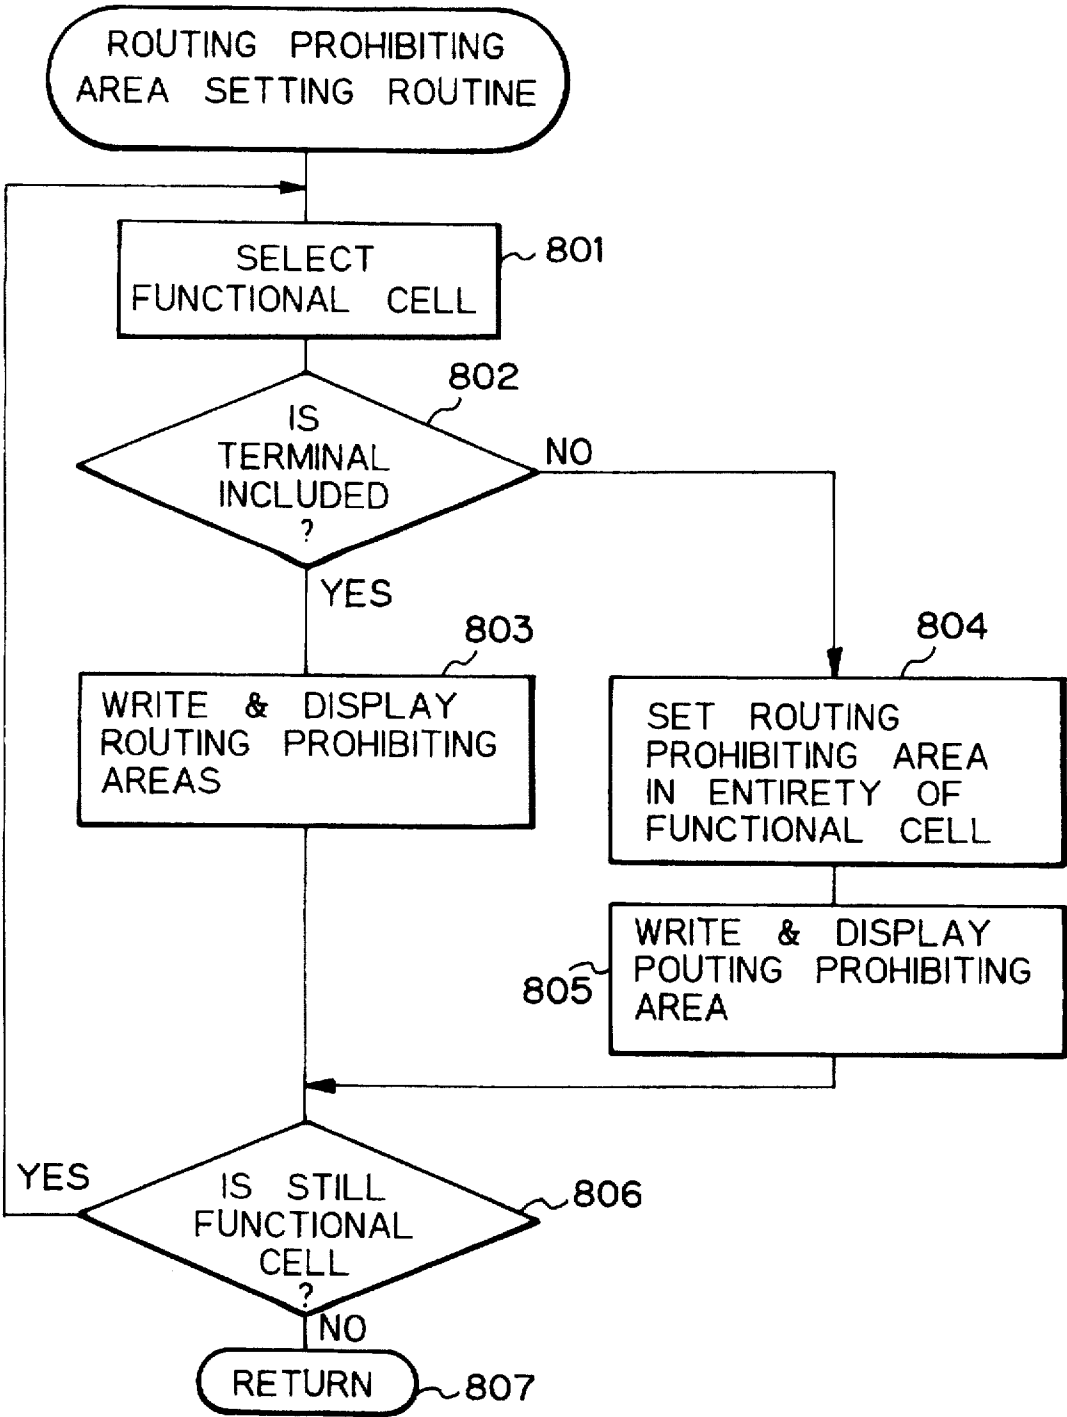 ROUTING PROHIBITING
AREA SETTING ROUTINE
SELECT
FUNCTIONAL CELL
801
IS
TERMINAL
INCLUDED
?
802
NO
YES
803
WRITE & DISPLAY
ROUTING PROHIBITING
AREAS
804
SET ROUTING
PROHIBITING AREA
IN ENTIRETY OF
FUNCTIONAL CELL
WRITE & DISPLAY
POUTING PROHIBITING
AREA
805
YES
IS STILL
FUNCTIONAL
CELL
?
806
NO
RETURN
807